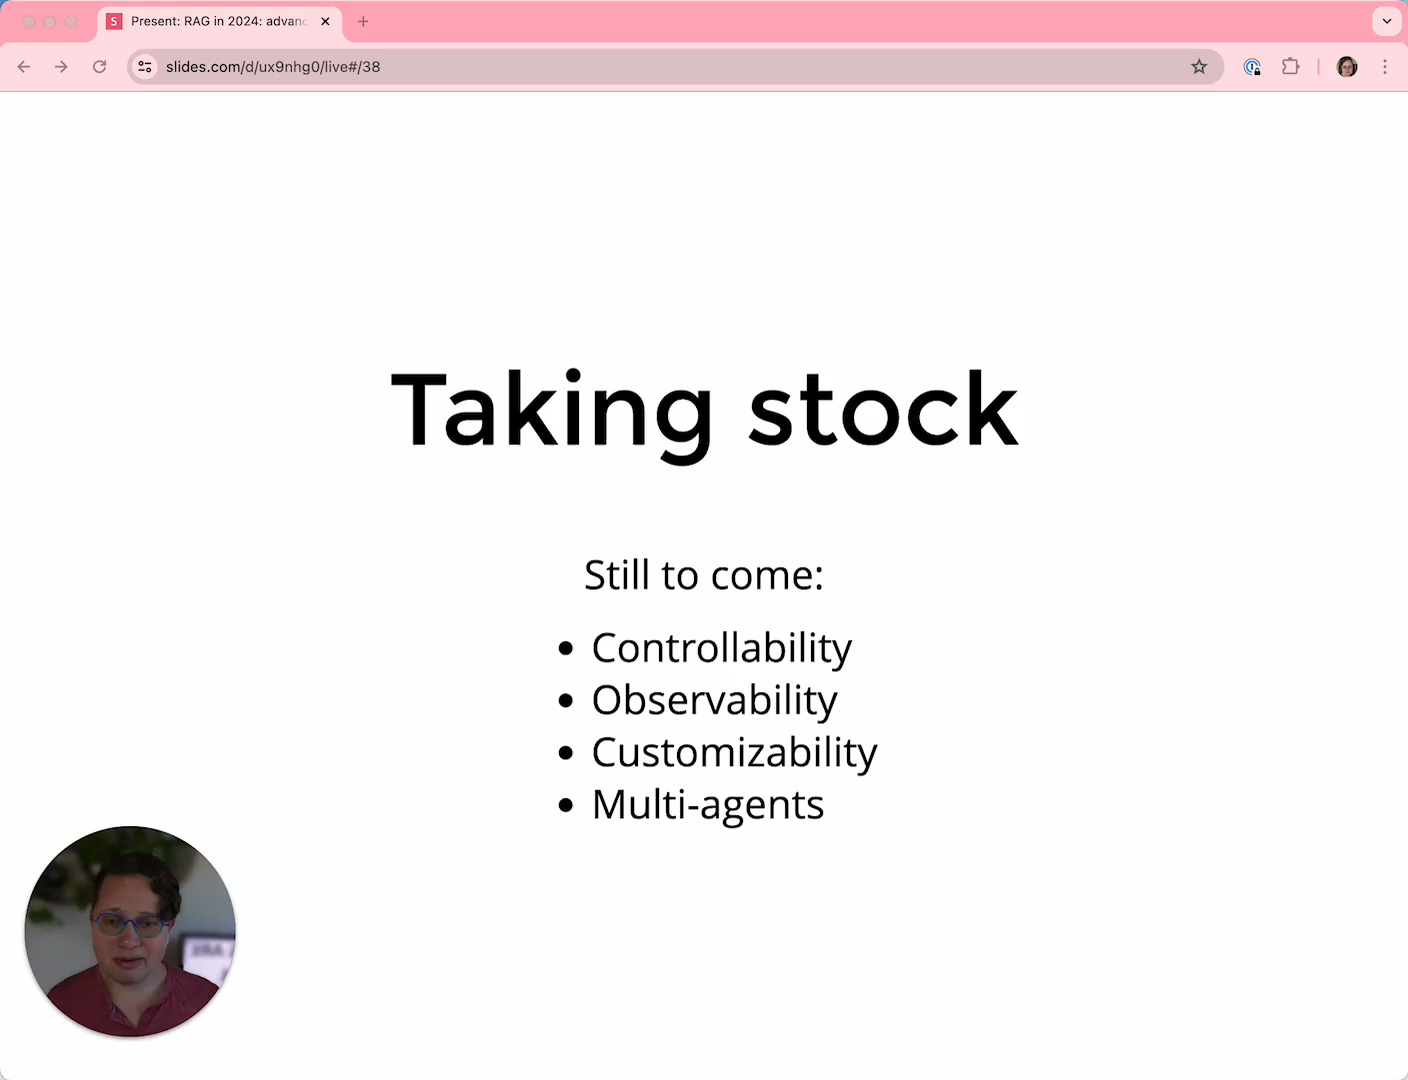 S Present: RAG in 2024: advanc
slides.com/d/ux9nhg0/live#/38
Taking stock
Still to come:
• Controllability
• Observability
• Customizability
• Multi-agents